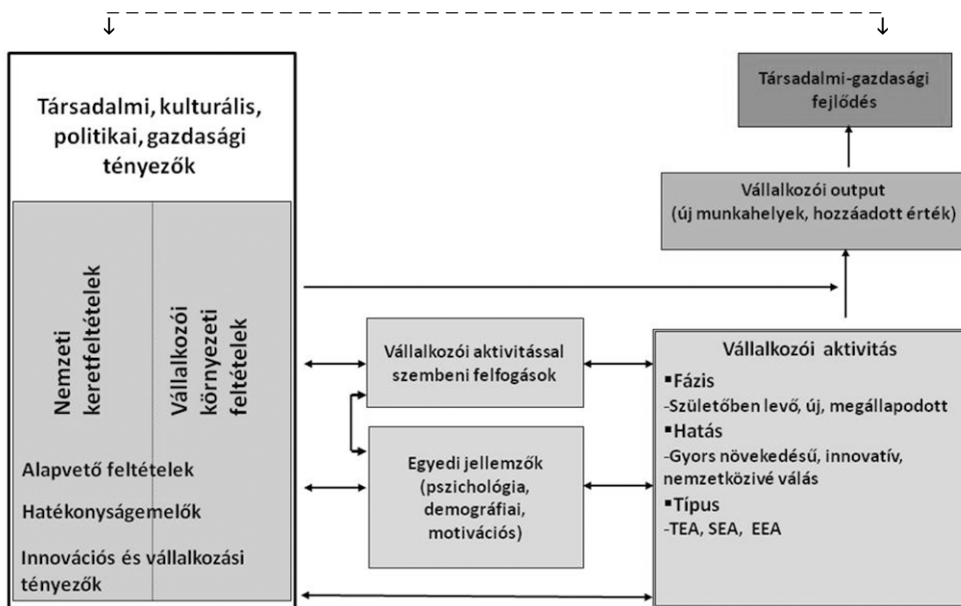 Társadalmi, kulturális,
politikai, gazdasági
tényezők
Nemzeti
keretfeltételek
Vállalkozói
környezeti
feltételek
Alapvető feltételek
Hatékonyságemelők
Innovációs és vállalkozási
tényezők
Vállalkozói aktivitással
szembeni felfogások
Egyedi jellemzők
(pszichológia,
demográfiai,
motivációs)
Társadalmi-gazdasági
fejlődés
Vállalkozói output
(új munkahelyek, hozzáadott érték)
Vállalkozói aktivitás
▪Fázis
-Születőben levő, új, megállapodott
▪Hatás
-Gyors növekedésű, innovatív,
nemzetközivé válás
▪Típus
-TEA, SEA, EEA